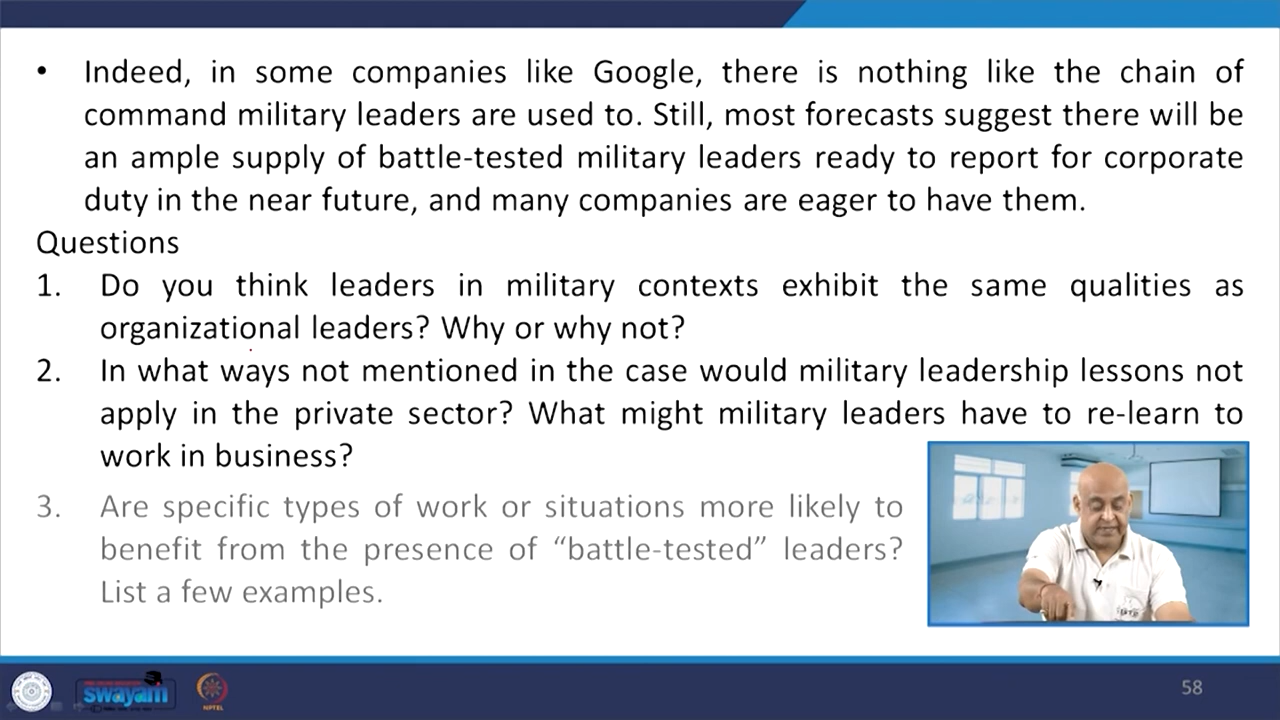 • Indeed, in some companies like Google, there is nothing like the chain of
command military leaders are used to. Still, most forecasts suggest there will be
an ample supply of battle-tested military leaders ready to report for corporate
duty in the near future, and many companies are eager to have them.
Questions
1. Do you think leaders in military contexts exhibit the same qualities as
organizational leaders? Why or why not?
2. In what ways not mentioned in the case would military leadership lessons not
apply in the private sector? What might military leaders have to re-learn to
work in business?
3. Are specific types of work or situations more likely to
benefit from the presence of “battle-tested” leaders?
List a few examples.
swayam
NPTEL
58